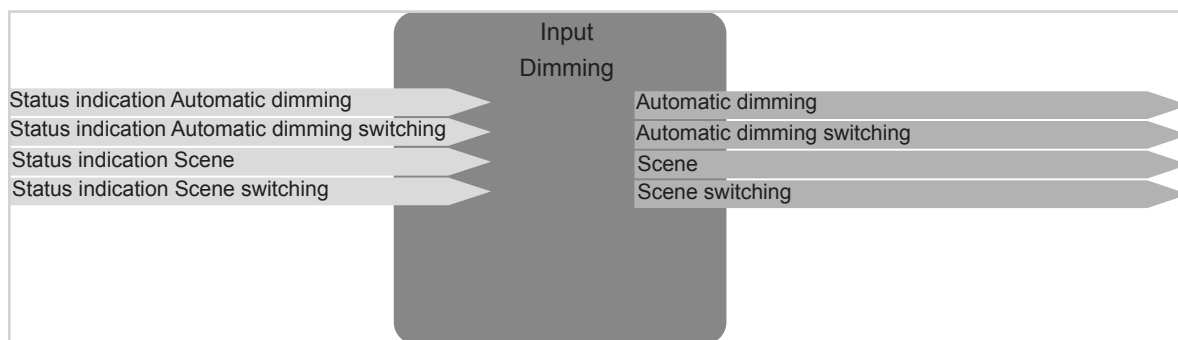 Input
Dimming
Status indication Automatic dimming
Status indication Automatic dimming switching
Status indication Scene
Status indication Scene switching
Automatic dimming
Automatic dimming switching
Scene
Scene switching